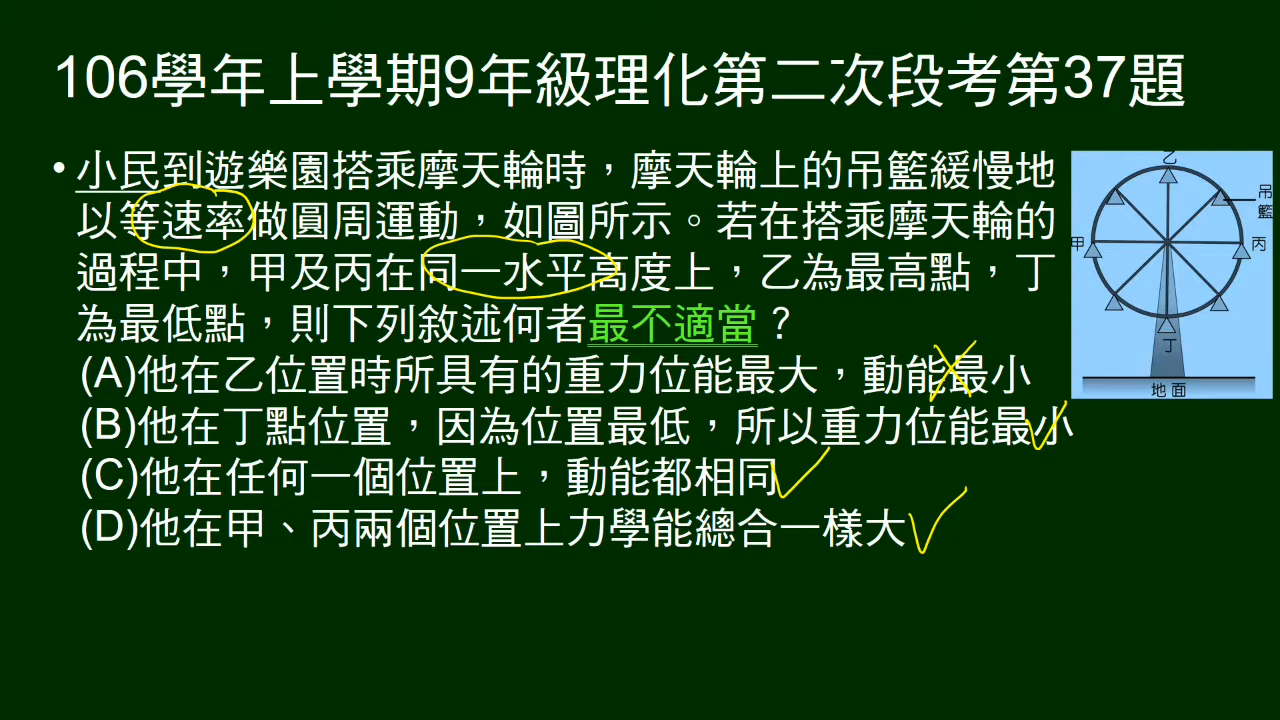 106學年上學期9年級理化第二次段考第37題
•小民到遊樂園搭乘摩天輪時，摩天輪上的吊籃緩慢地
以等速率做圓周運動，如圖所示。若在搭乘摩天輪的
過程中，甲及丙在同一水平高度上，乙為最高點，丁
為最低點，則下列敘述何者最不適當？
(A)他在乙位置時所具有的重力位能最大，動能最小
(B)他在丁點位置，因為位置最低，所以重力位能最小
(C)他在任何一個位置上，動能都相同
(D)他在甲、丙兩個位置上力學能總合一樣大
乙
吊籃
甲
丙
丁
地面